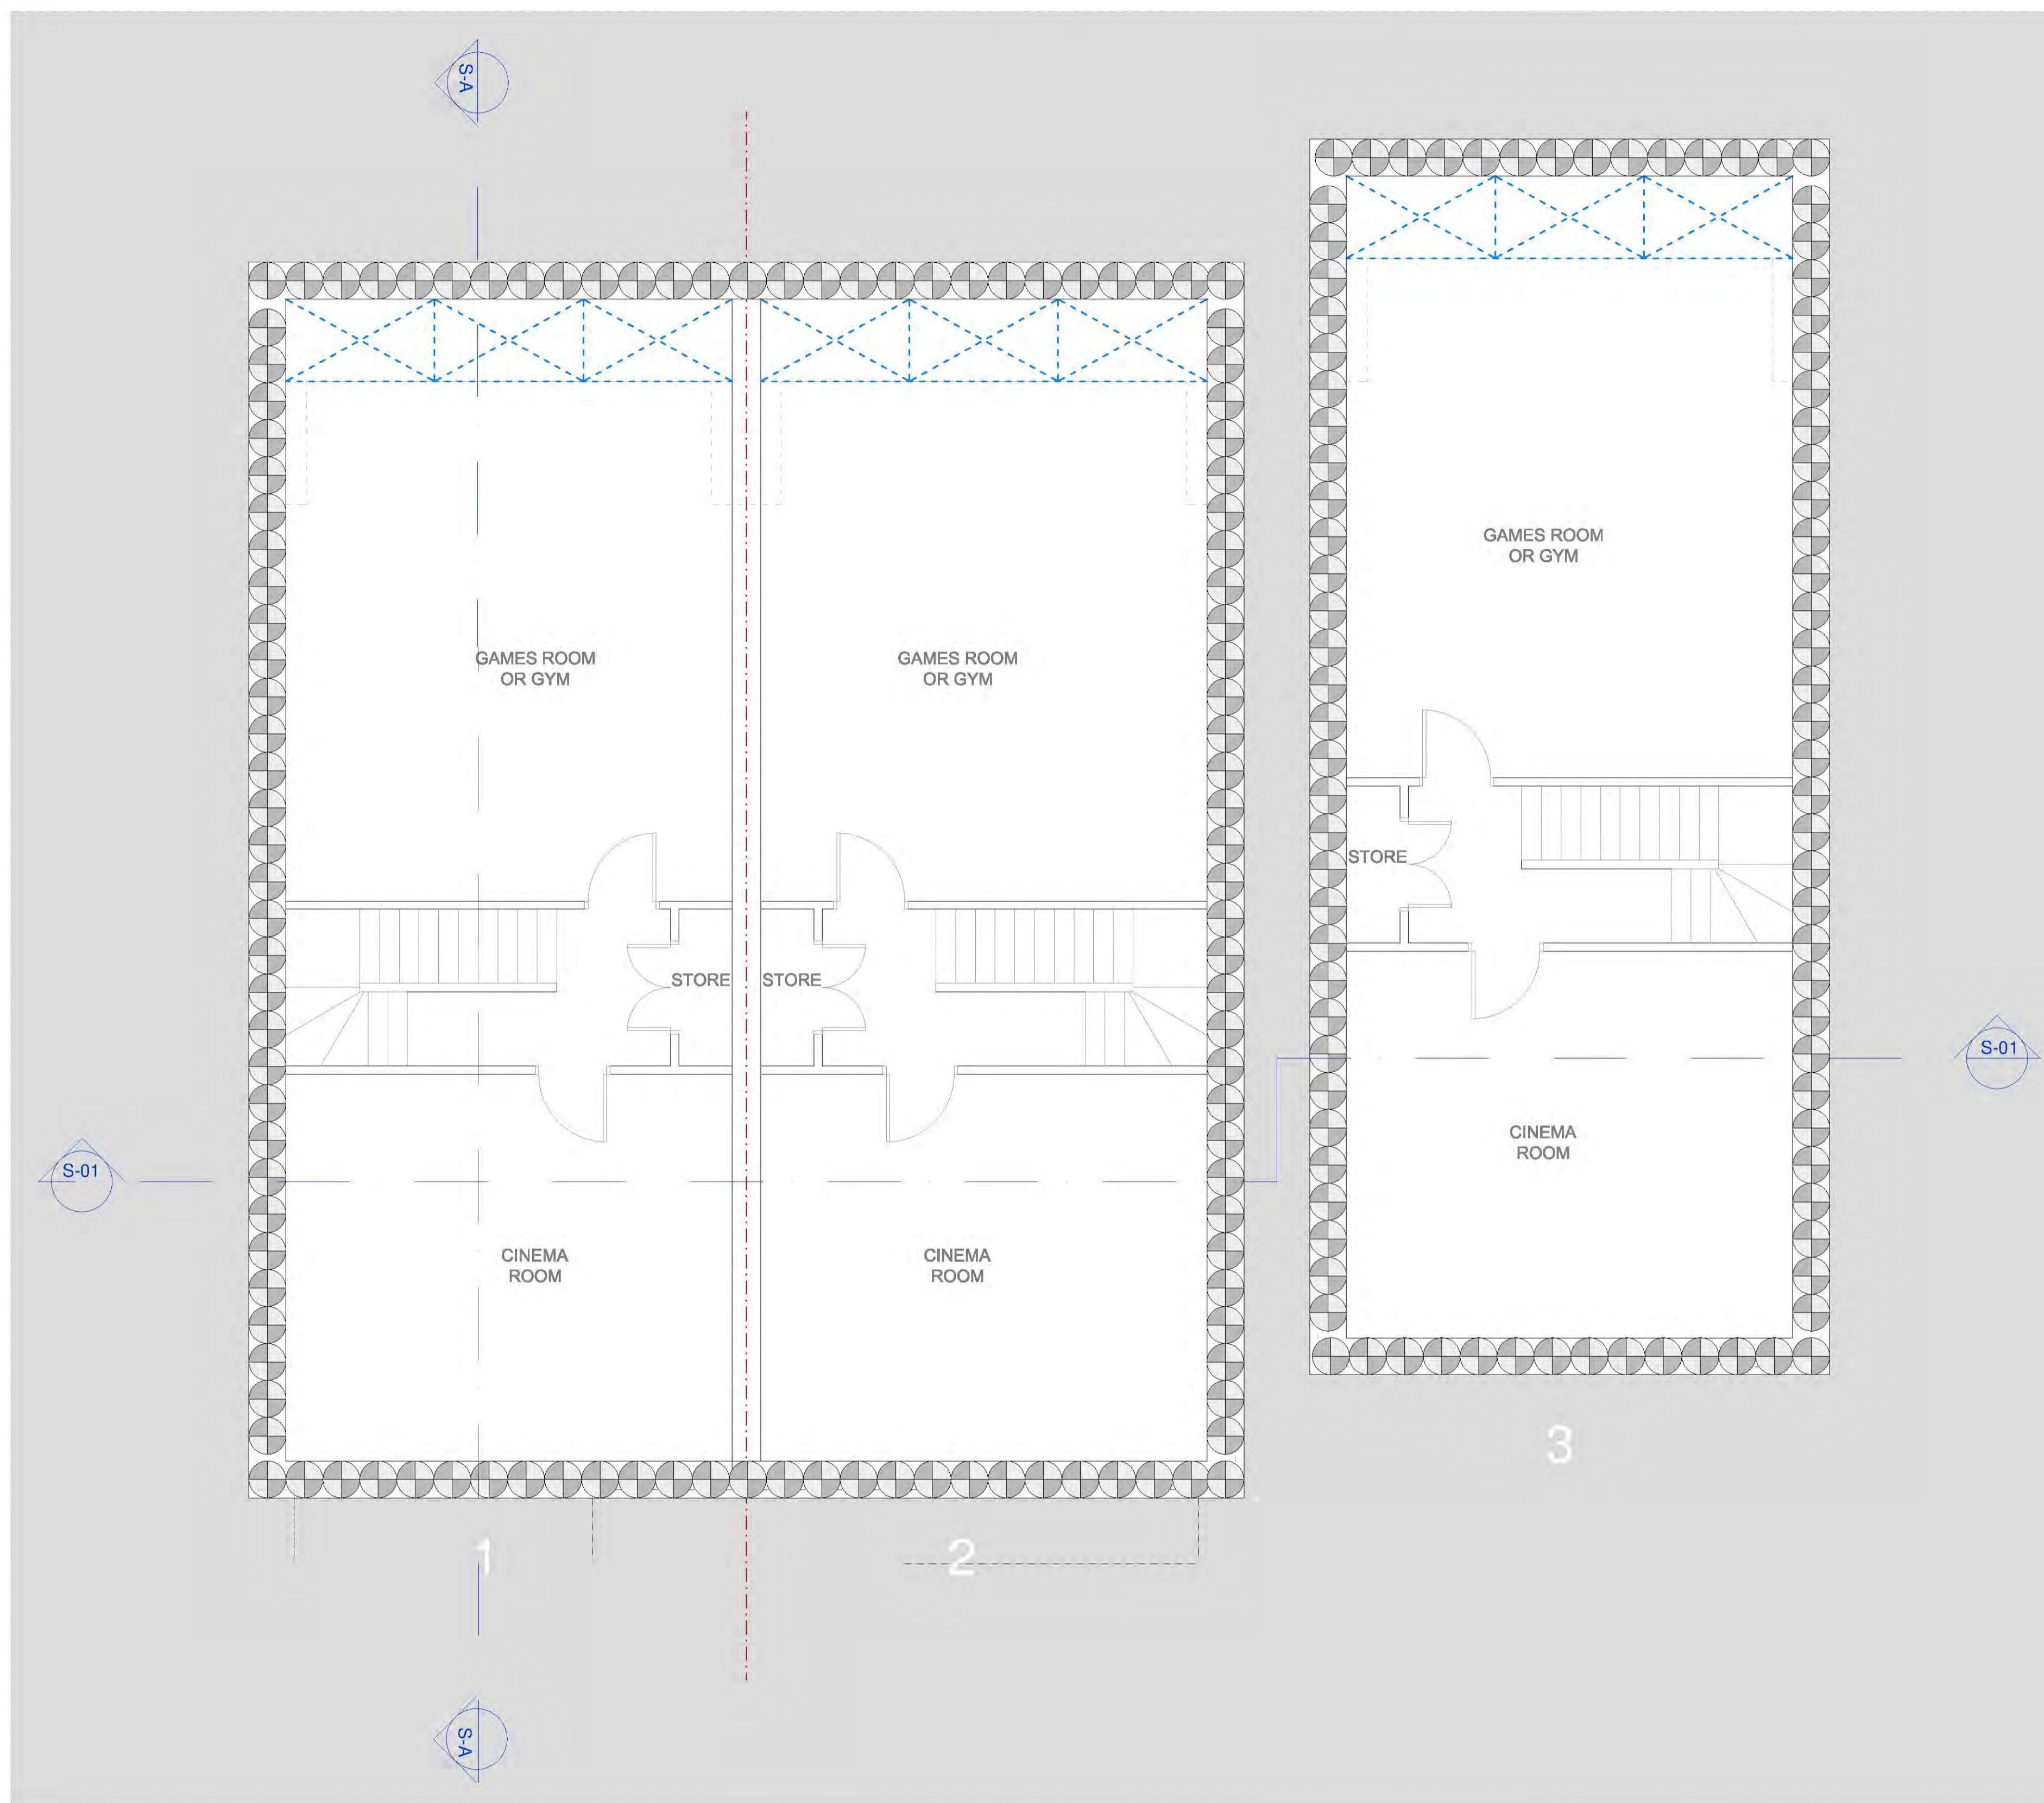 S-A
GAMES ROOM
OR GYM
GAMES ROOM
OR GYM
GAMES ROOM
OR GYM
STORE
STORE
STORE
S-01
S-01
CINEMA
ROOM
CINEMA
ROOM
CINEMA
ROOM
3
1
2
S-A